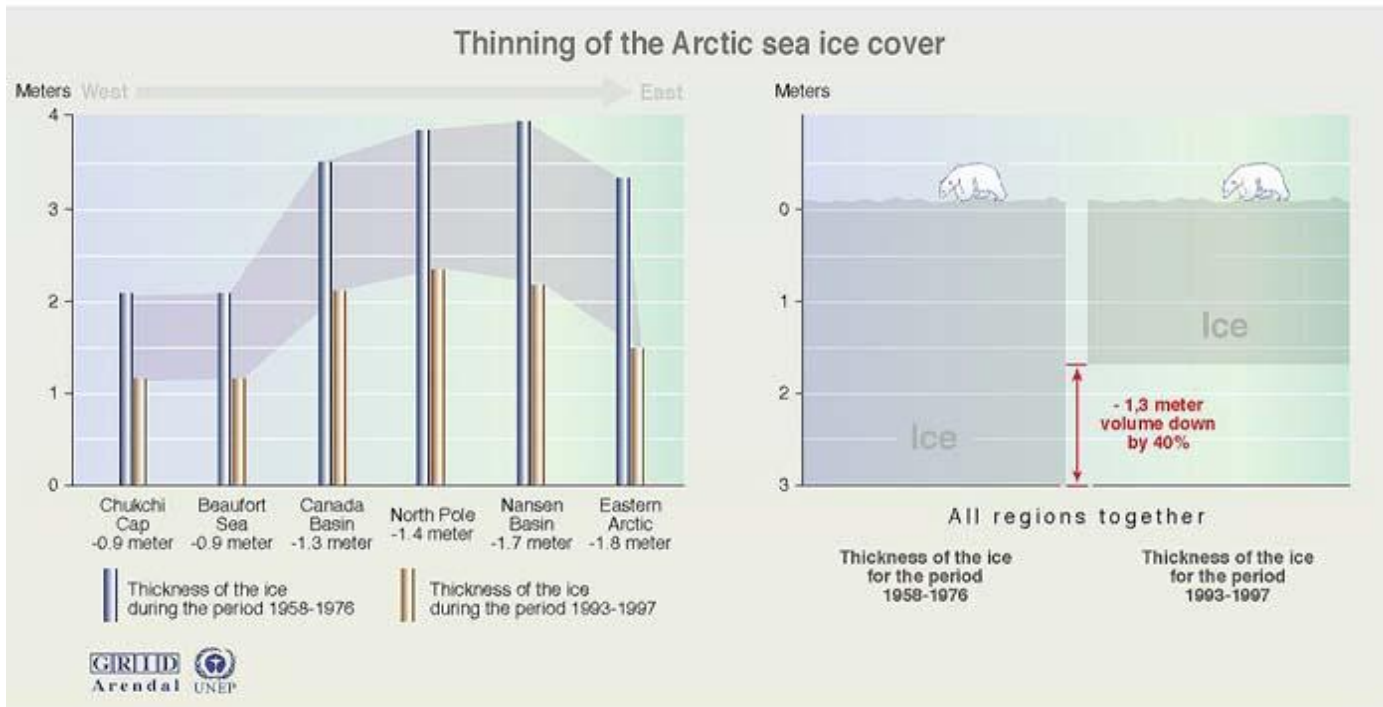 Thinning of the Arctic sea ice cover
Meters West East
4
3
2
1
0
Chukchi
Cap
-0.9 meter
Beaufort
Sea
-0.9 meter
Canada
Basin
-1.3 meter
North Pole
-1.4 meter
Nansen
Basin
-1.7 meter
Eastern
Arctic
-1.8 meter
Thickness of the ice
during the period 1958-1976
Thickness of the ice
during the period 1993-1997
GRID
Arendal
UNEP
Meters
0
1
2
3
Ice
Ice
- 1,3 meter
volume down
by 40%
All regions together
Thickness of the ice
for the period
1958-1976
Thickness of the ice
for the period
1993-1997